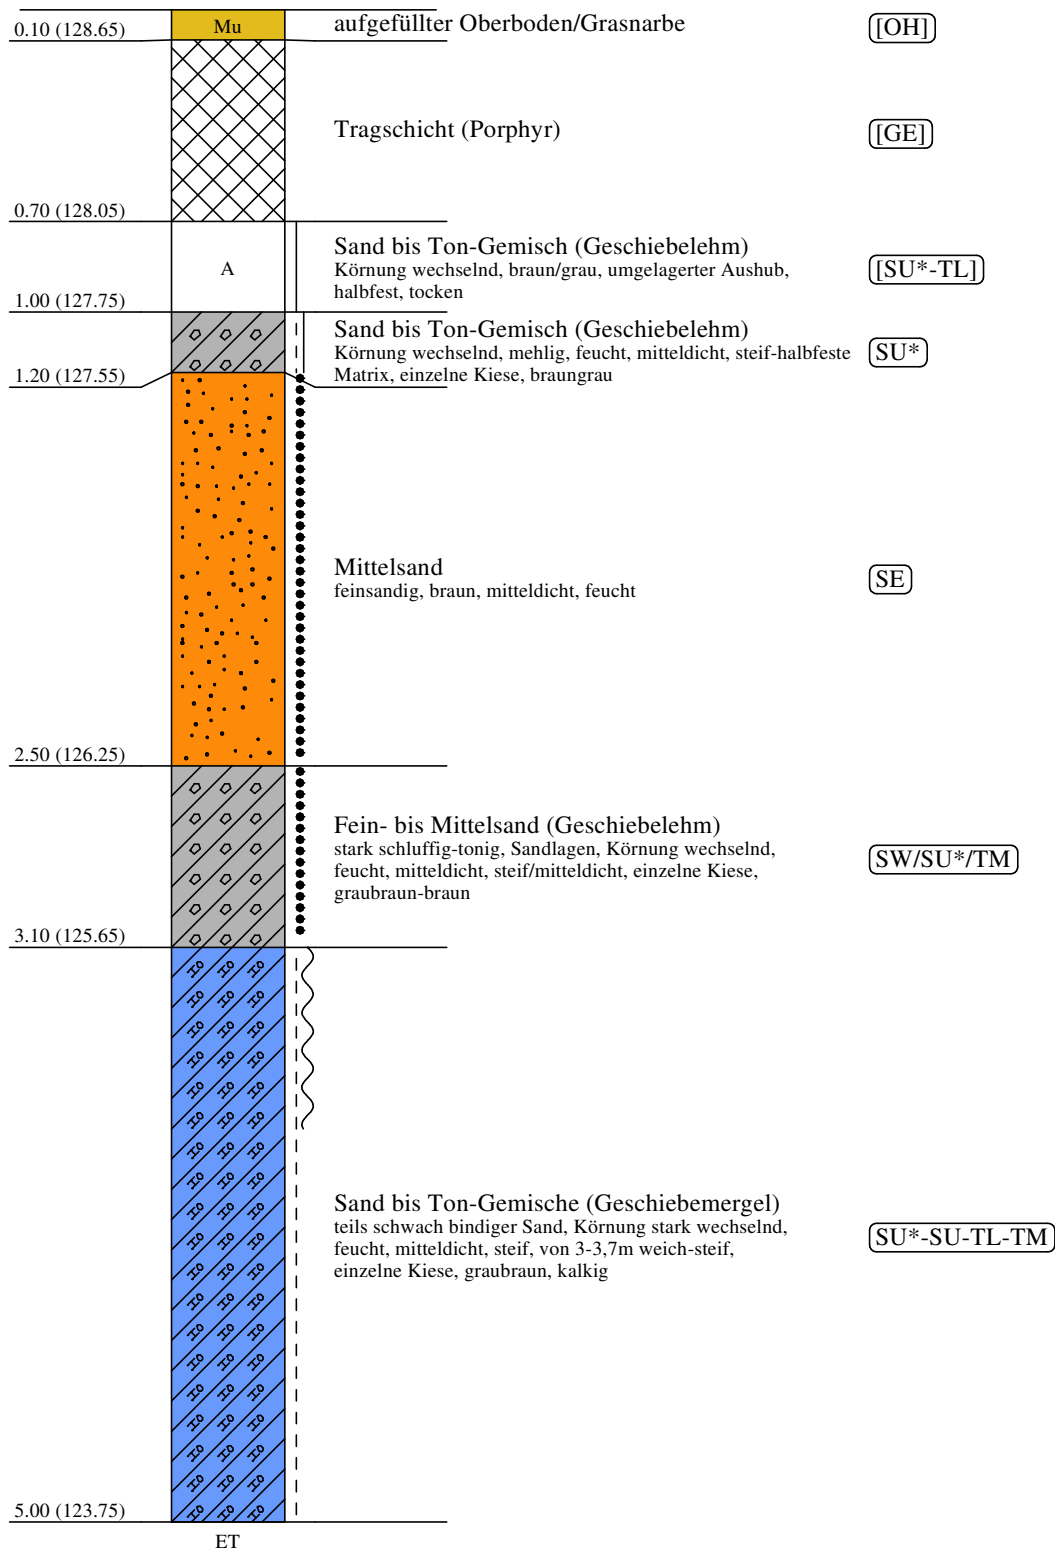 0.10 (128.65)
Mu
aufgefüllter Oberboden/Grasnarbe
[OH]
Tragschicht (Porphyr)
[GE]
0.70 (128.05)
A
Sand bis Ton-Gemisch (Geschiebelehm)
Körnung wechselnd, braun/grau, umgelagerter Aushub,
halbfest, tocken
[SU*-TL]
1.00 (127.75)
Sand bis Ton-Gemisch (Geschiebelehm)
Körnung wechselnd, mehlig, feucht, mitteldicht, steif-halbfeste
Matrix, einzelne Kiese, braungrau
SU*
1.20 (127.55)
Mittelsand
feinsandig, braun, mitteldicht, feucht
SE
2.50 (126.25)
Fein- bis Mittelsand (Geschiebelehm)
stark schluffig-tonig, Sandlagen, Körnung wechselnd,
feucht, mitteldicht, steif/mitteldicht, einzelne Kiese,
graubraun-braun
SW/SU*/TM
3.10 (125.65)
Sand bis Ton-Gemische (Geschiebemergel)
teils schwach bindiger Sand, Körnung stark wechselnd,
feucht, mitteldicht, steif, von 3-3,7m weich-steif,
einzelne Kiese, graubraun, kalkig
SU*-SU-TL-TM
5.00 (123.75)
ET